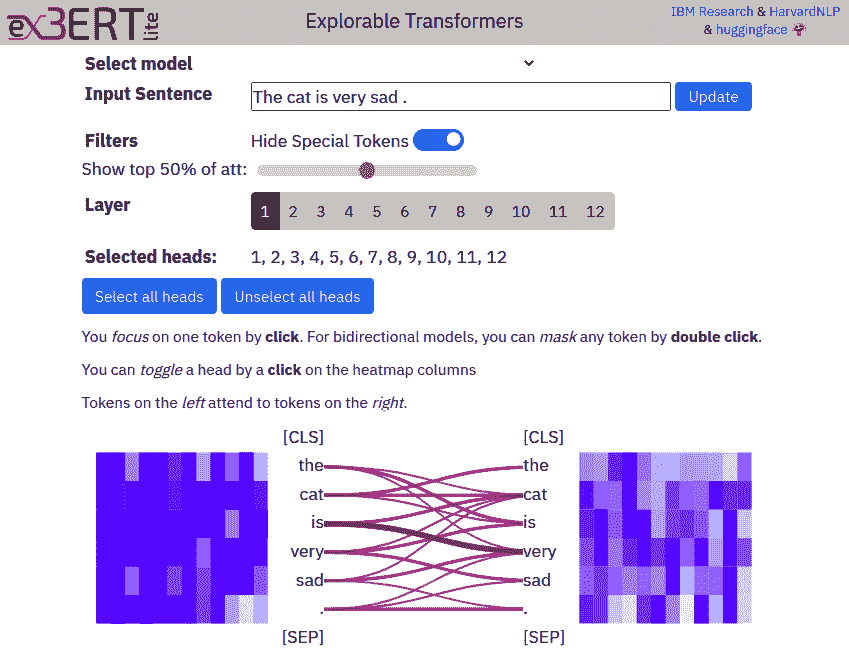 exBERT lite
Explorable Transformers
IBM Research & HarvardNLP
& huggingface
Select model
Input Sentence
The cat is very sad .
Update
Filters
Hide Special Tokens
Show top 50% of att:
Layer
1 2 3 4 5 6 7 8 9 10 11 12
Selected heads:
1, 2, 3, 4, 5, 6, 7, 8, 9, 10, 11, 12
Select all heads
Unselect all heads
You focus on one token by click. For bidirectional models, you can mask any token by double click.
You can toggle a head by a click on the heatmap columns
Tokens on the left attend to tokens on the right.
[CLS] [CLS]
the the
cat cat
is is
very very
sad sad
. .
[SEP] [SEP]